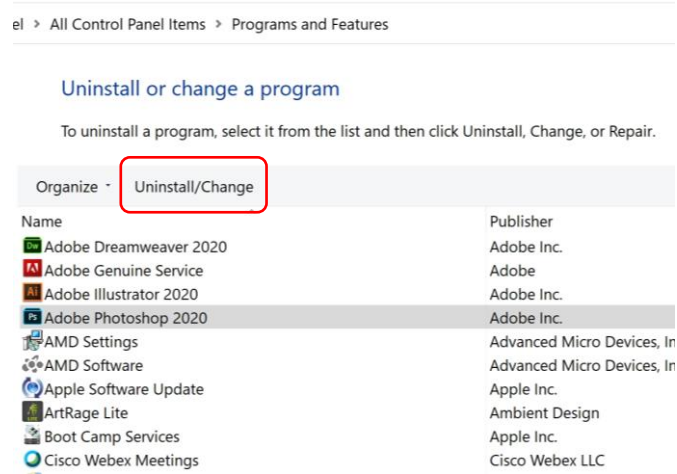 el > All Control Panel Items > Programs and Features
Uninstall or change a program
To uninstall a program, select it from the list and then click Uninstall, Change, or Repair.
Organize Uninstall/Change
Name Publisher
Dw Adobe Dreamweaver 2020 Adobe Inc.
Adobe Genuine Service Adobe
Ai Adobe Illustrator 2020 Adobe Inc.
Ps Adobe Photoshop 2020 Adobe Inc.
AMD Settings Advanced Micro Devices, In
AMD Software Advanced Micro Devices, In
Apple Software Update Apple Inc.
ArtRage Lite Ambient Design
Boot Camp Services Apple Inc.
Cisco Webex Meetings Cisco Webex LLC